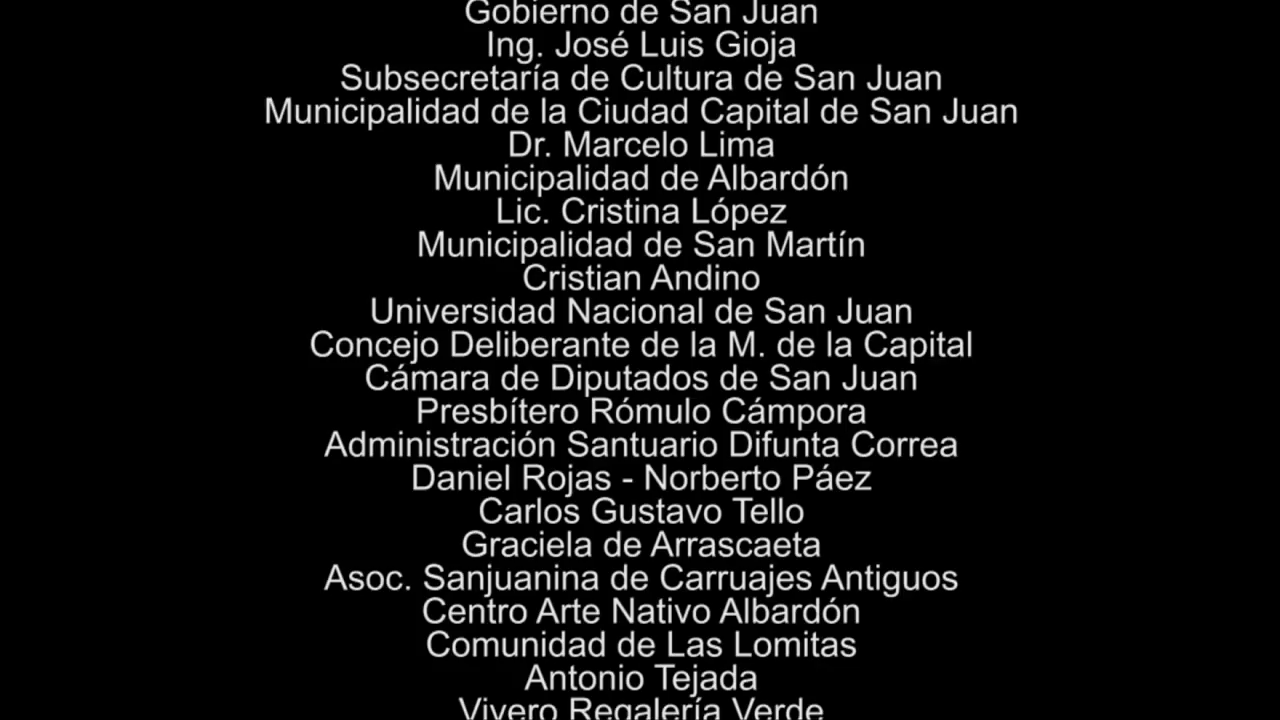 Gobierno de San Juan
Ing. José Luis Gioja
Subsecretaría de Cultura de San Juan
Municipalidad de la Ciudad Capital de San Juan
Dr. Marcelo Lima
Municipalidad de Albardón
Lic. Cristina López
Municipalidad de San Martín
Cristian Andino
Universidad Nacional de San Juan
Concejo Deliberante de la M. de la Capital
Cámara de Diputados de San Juan
Presbítero Rómulo Cámpora
Administración Santuario Difunta Correa
Daniel Rojas - Norberto Páez
Carlos Gustavo Tello
Graciela de Arrascaeta
Asoc. Sanjuanina de Carruajes Antiguos
Centro Arte Nativo Albardón
Comunidad de Las Lomitas
Antonio Tejada
Vivero Regalería Verde